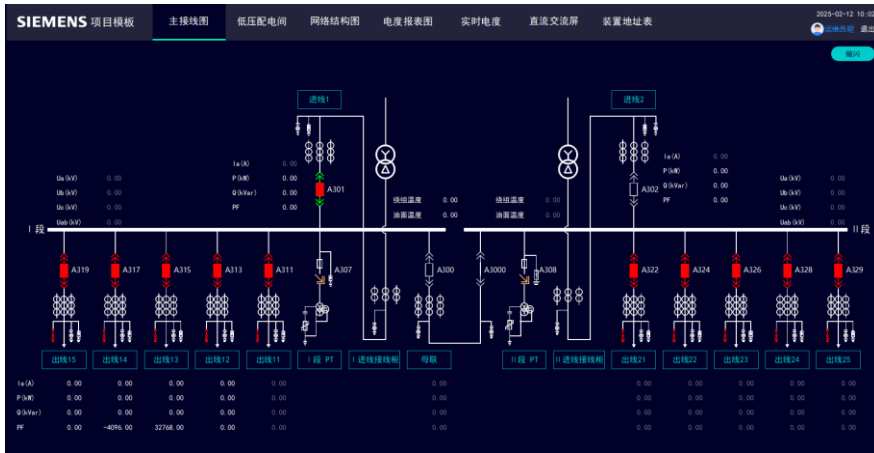 SIEMENS 项目模板 主接线图 低压配电间 网络结构图 电度报表图 实时电度 直流交流屏 装置地址表
2025-02-12 10:02
退出
进线1 进线2
Ia(A) 0.00
P(kW) 0.00
Q(kVar) 0.00
PF 0.00
Ua(kV) 0.00
Ub(kV) 0.00
Uc(kV) 0.00
Uab(kV) 0.00
A301
绕组温度 0.00
油面温度 0.00
绕组温度 0.00
油面温度 0.00
A302
Ia(A) 0.00
P(kW) 0.00
Q(kVar) 0.00
PF 0.00
Ua(kV) 0.00
Ub(kV) 0.00
Uc(kV) 0.00
Uab(kV) 0.00
I 段 II段
A319 A317 A315 A313 A311 A307 A300 A3000 A308 A322 A324 A326 A328 A329
出线15 出线14 出线13 出线12 出线11 I 段 PT I 进线接线柜 母联 II段 PT II进线接线柜 出线21 出线22 出线23 出线24 出线25
Ia(A) 0.00 0.00 0.00 0.00 0.00 0.00 0.00 0.00 0.00 0.00 0.00
P(kW) 0.00 0.00 0.00 0.00 0.00 0.00 0.00 0.00 0.00 0.00 0.00
Q(kVar) 0.00 0.00 0.00 0.00 0.00 0.00 0.00 0.00 0.00 0.00 0.00
PF 0.00 -4096.00 32768.00 0.00 0.00 0.00 0.00 0.00 0.00 0.00 0.00